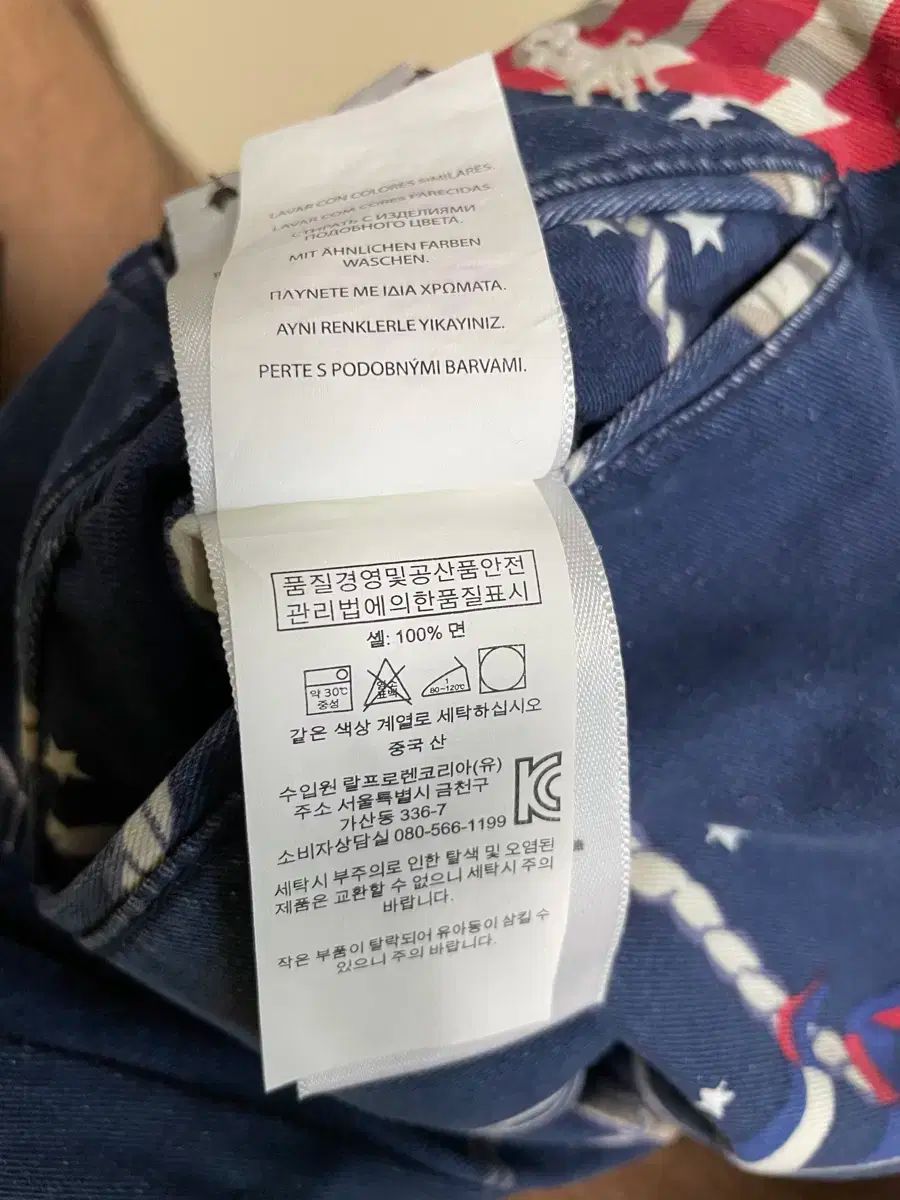 LAVAR CON COLORES SIMILARES.
LAVAR COM CORES PARECIDAS.
СТИРАТЬ С ИЗДЕЛИЯМИ
ПОДОБНОГО ЦВЕТА.
MIT ÄHNLICHEN FARBEN
WASCHEN.
ΠΛΥΝΕΤΕ ΜΕ ΙΔΙΑ ΧΡΩΜΑΤΑ.
AYNI RENKLERLE YIKAYINIZ.
PERTE S PODOBNÝMI BARVAMI.
품질경영및공산품안전
관리법에의한품질표시
셸: 100% 면
약 30℃
중성
염소
표백
1
80~120℃
같은 색상 계열로 세탁하십시오
중국 산
수입원 랄프로렌코리아(유)
주소 서울특별시 금천구
가산동 336-7
소비자상담실 080-566-1199
세탁시 부주의로 인한 탈색 및 오염된
제품은 교환할 수 없으니 세탁시 주의
바랍니다.
작은 부품이 탈락되어 유아등이 삼킬 수
있으니 주의 바랍니다.